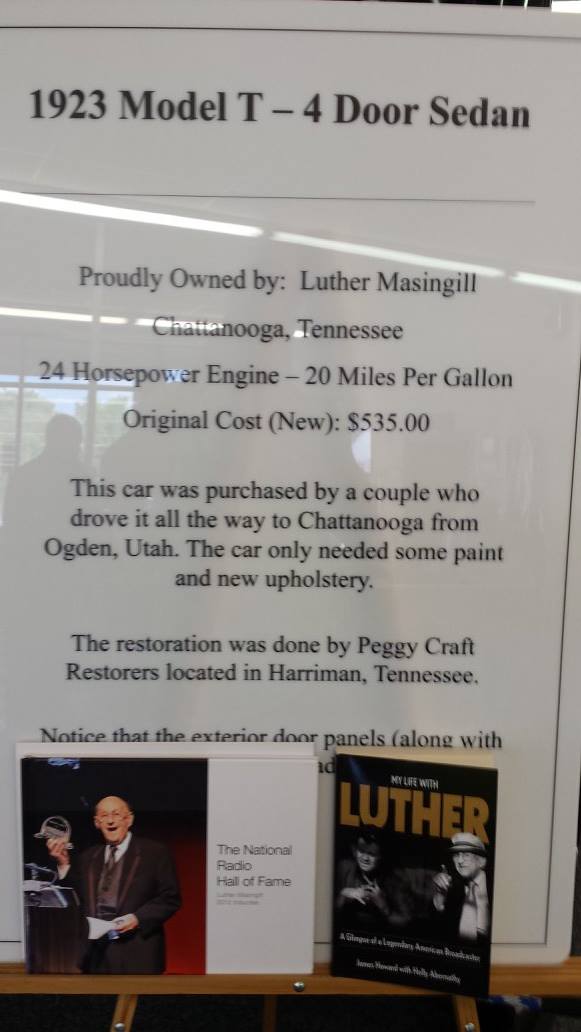 1923 Model T – 4 Door Sedan
Proudly Owned by: Luther Masingill
Chattanooga, Tennessee
24 Horsepower Engine – 20 Miles Per Gallon
Original Cost (New): $535.00
This car was purchased by a couple who
drove it all the way to Chattanooga from
Ogden, Utah. The car only needed some paint
and new upholstery.
The restoration was done by Peggy Craft
Restorers located in Harriman, Tennessee.
Notice that the exterior door panels (along with
The National
Radio
Hall of Fame
Luther Masingill
2012 Inductee
MY LIFE WITH
LUTHER
A Glimpse of a Legendary American Broadcaster
James Howard with Holly Abernathy